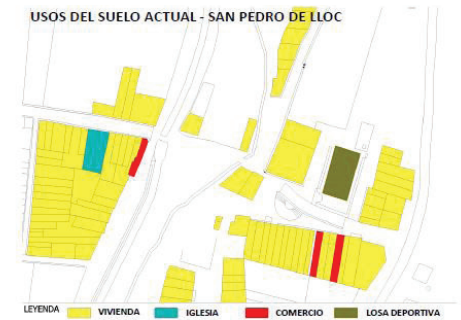 USOS DEL SUELO ACTUAL - SAN PEDRO DE LLOC
LEYENDA VIVIENDA IGLESIA COMERCIO LOSA DEPORTIVA